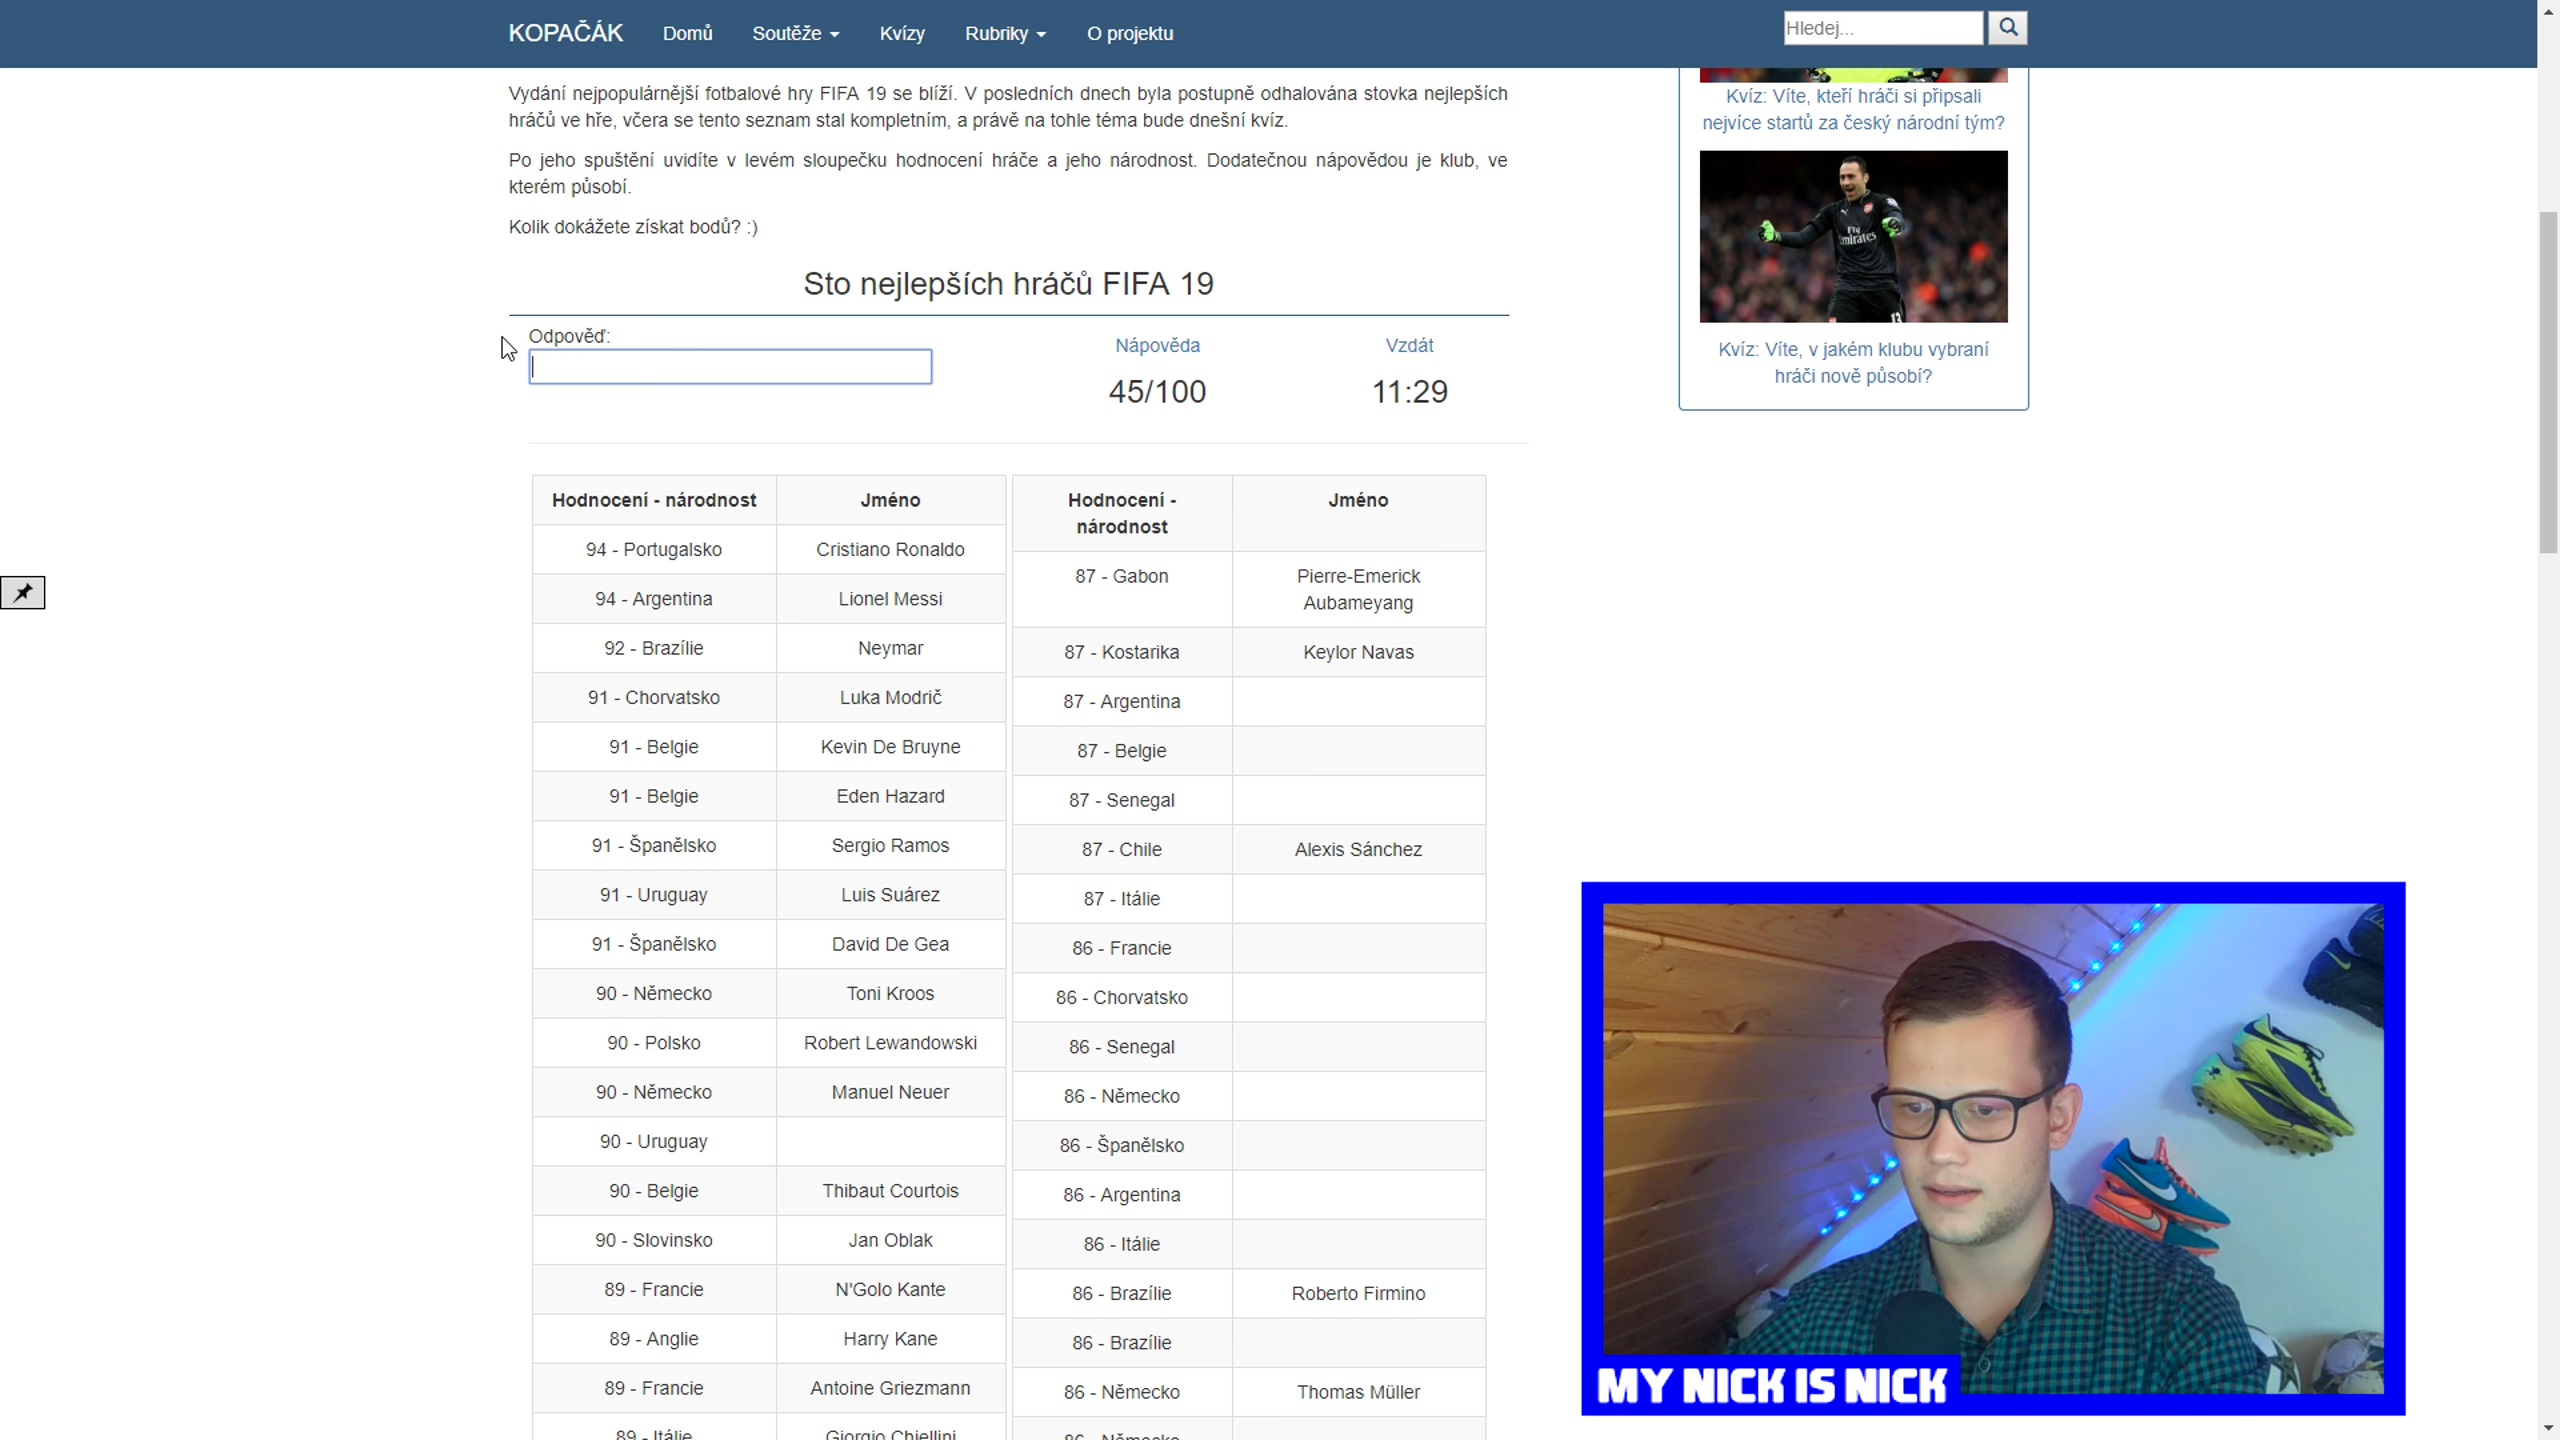 KOPAČÁK Domů Soutěže Kvízy Rubriky O projektu Hledej...
Vydání nejpopulárnější fotbalové hry FIFA 19 se blíží. V posledních dnech byla postupně odhalována stovka nejlepších
hráčů ve hře, včera se tento seznam stal kompletním, a právě na tohle téma bude dnešní kvíz.
Po jeho spuštění uvidíte v levém sloupečku hodnocení hráče a jeho národnost. Dodatečnou nápovědou je klub, ve
kterém působí.
Kolik dokážete získat bodů? :)
Sto nejlepších hráčů FIFA 19
Odpověď:
Nápověda Vzdát
45/100 11:29
Hodnocení - národnost Jméno
94 - Portugalsko Cristiano Ronaldo
94 - Argentina Lionel Messi
92 - Brazílie Neymar
91 - Chorvatsko Luka Modrič
91 - Belgie Kevin De Bruyne
91 - Belgie Eden Hazard
91 - Španělsko Sergio Ramos
91 - Uruguay Luis Suárez
91 - Španělsko David De Gea
90 - Německo Toni Kroos
90 - Polsko Robert Lewandowski
90 - Německo Manuel Neuer
90 - Uruguay
90 - Belgie Thibaut Courtois
90 - Slovinsko Jan Oblak
89 - Francie N'Golo Kante
89 - Anglie Harry Kane
89 - Francie Antoine Griezmann
89 - Itálie Giorgio Chiellini
Hodnocení -
národnost
Jméno
87 - Gabon
Pierre-Emerick
Aubameyang
87 - Kostarika Keylor Navas
87 - Argentina
87 - Belgie
87 - Senegal
87 - Chile Alexis Sánchez
87 - Itálie
86 - Francie
86 - Chorvatsko
86 - Senegal
86 - Německo
86 - Španělsko
86 - Argentina
86 - Itálie
86 - Brazílie Roberto Firmino
86 - Brazílie
86 - Německo Thomas Müller
86 - Německo
Kvíz: Víte, kteří hráči si připsali
nejvíce startů za český národní tým?
Fly
Emirates
13
Kvíz: Víte, v jakém klubu vybraní
hráči nově působí?
MY NICK IS NICK